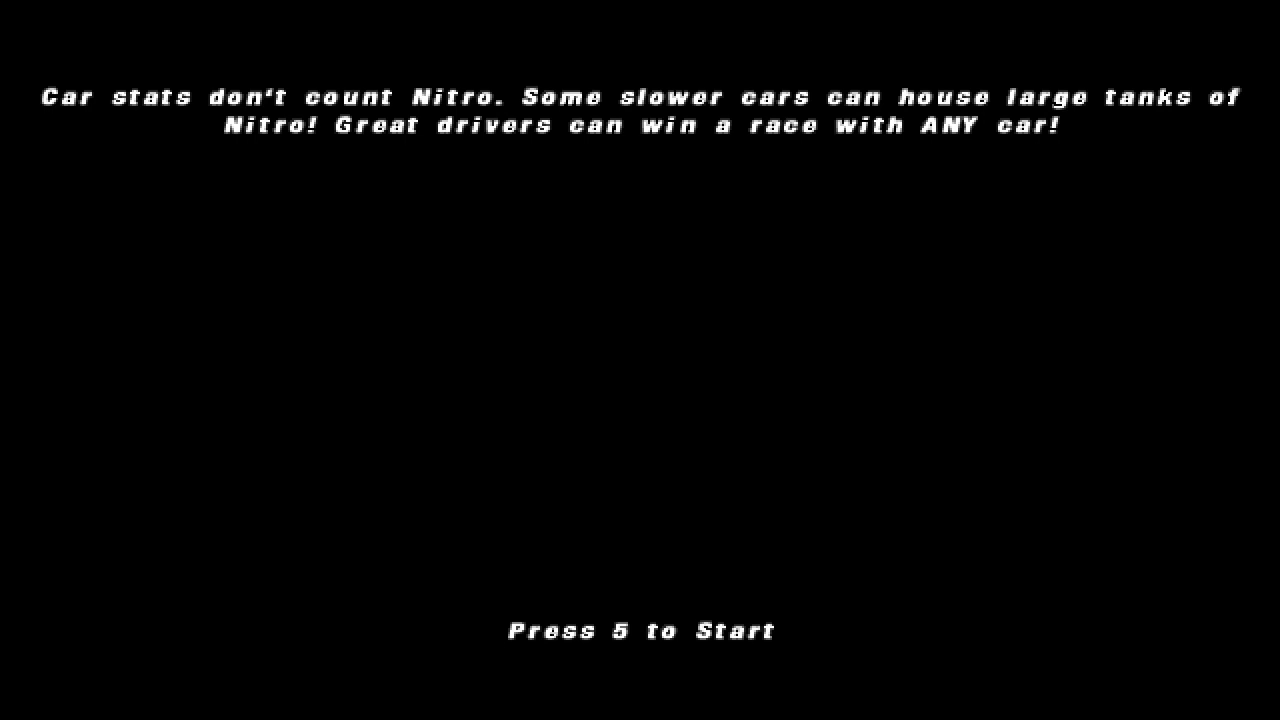 Car stats don't count Nitro. Some slower cars can house large tanks of
Nitro! Great drivers can win a race with ANY car!
Press 5 to Start